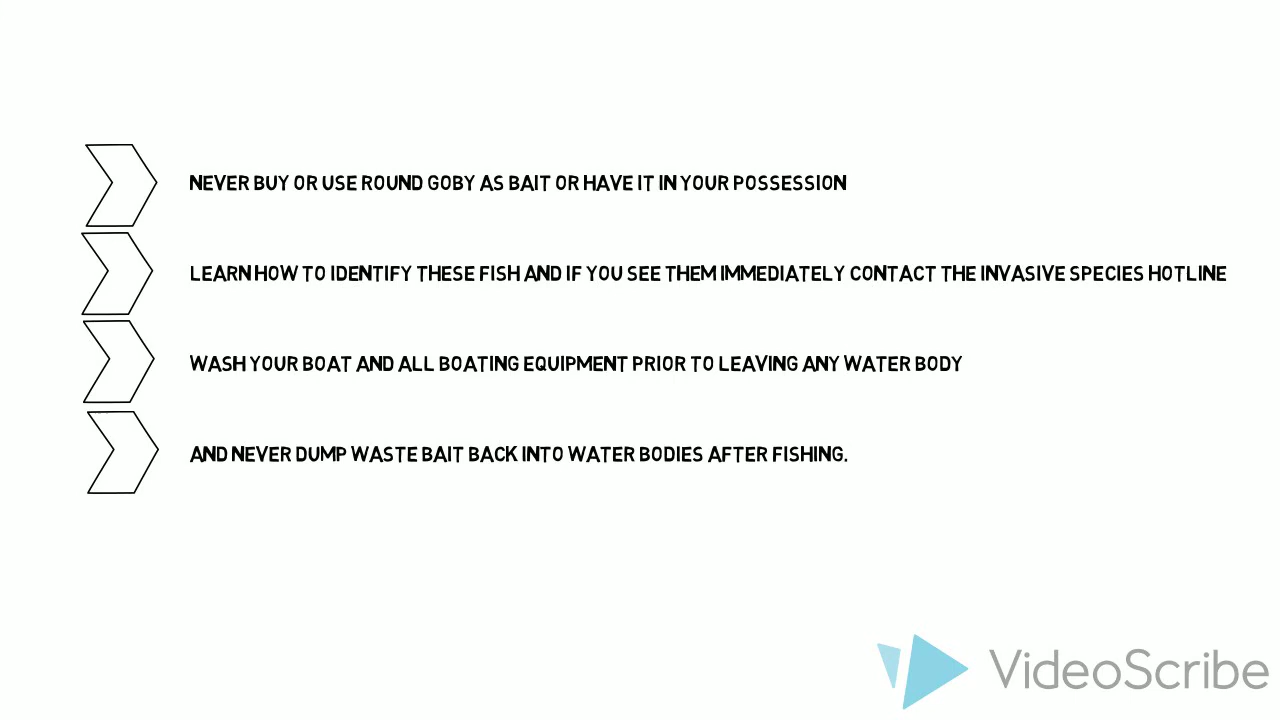 NEVER BUY OR USE ROUND GOBY AS BAIT OR HAVE IT IN YOUR POSSESSION
LEARN HOW TO IDENTIFY THESE FISH AND IF YOU SEE THEM IMMEDIATELY CONTACT THE INVASIVE SPECIES HOTLINE
WASH YOUR BOAT AND ALL BOATING EQUIPMENT PRIOR TO LEAVING ANY WATER BODY
AND NEVER DUMP WASTE BAIT BACK INTO WATER BODIES AFTER FISHING.
VideoScribe